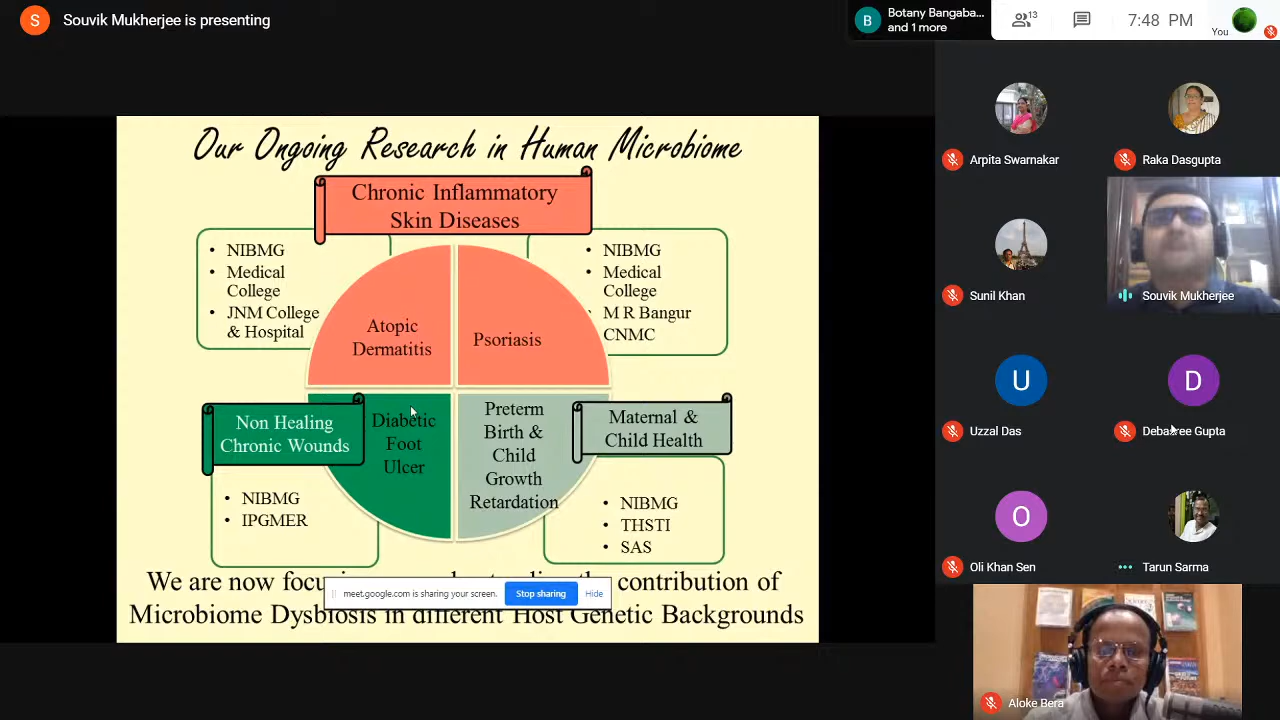 S
Souvik Mukherjee is presenting
B
Botany Bangaba...
and 1 more
13
7:48 PM
You
Our Ongoing Research in Human Microbiome
Chronic Inflammatory
Skin Diseases
• NIBMG
• Medical
College
• JNM College
& Hospital
• NIBMG
• Medical
College
M R Bangur
CNMC
Atopic
Dermatitis
Psoriasis
Non Healing
Chronic Wounds
Diabetic
Foot
Ulcer
Preterm
Birth &
Child
Growth
Retardation
Maternal &
Child Health
• NIBMG
• IPGMER
• NIBMG
• THSTI
• SAS
We are now contribution of
Microbiome Dysbiosis in different Host Genetic Backgrounds
meet.google.com is sharing your screen.
Stop sharing
Hide
Arpita Swarnakar
Raka Dasgupta
Sunil Khan
Souvik Mukherjee
U
D
Uzzal Das
Debasree Gupta
O
Oli Khan Sen
Tarun Sarma
Aloke Bera